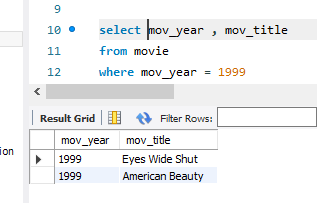 9
10 select mov_year , mov_title
11 from movie
12 where mov_year = 1999
Result Grid Filter Rows:
mov_year mov_title
1999 Eyes Wide Shut
ion 1999 American Beauty